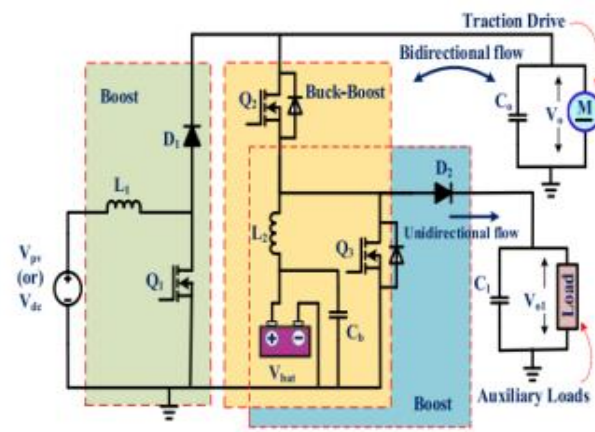 Traction Drive
Bidirectional flow
Boost
Buck-Boost
Q2
Co
Vo
M
D1
D2
L1
L2
Q3
Unidirectional flow
Vpv
(or)
Vdc
Q1
C1
Vo1
Load
Cb
Vbat
Boost
Auxiliary Loads